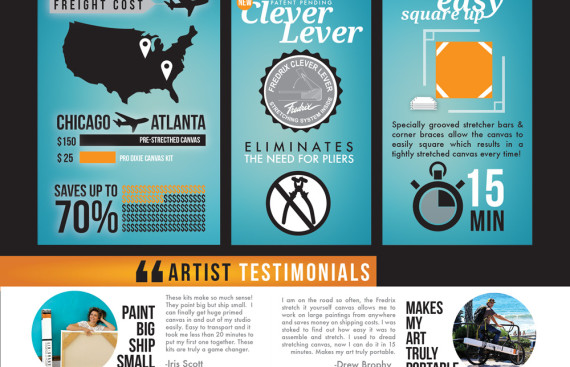 FREIGHT COST
CHICAGO ATLANTA
$150 PRE-STRECTHED CANVAS
$ 25 PRO DIXIE CANVAS KIT
SAVES UP TO
70%
$$$$$$$$$$$$$$$$
$$$$$$$$$$$$$$$$
$$$$$$$$$$$$$$$$
$$$$$$$$$$$$$$$$
$$$$$$$$$$$$$$$$
NEW
PATENT PENDING
Clever
Lever
FREDRIX CLEVER LEVER
Fredrix
STRETCHING SYSTEM INSIDE
ELIMINATES
THE NEED FOR PLIERS
easy
square up
Specially grooved stretcher bars &
corner braces allow the canvas to
easily square which results in a
tightly stretched canvas every time!
15
MIN
“ ARTIST TESTIMONIALS
PAINT
BIG
SHIP
SMALL
These kits make so much sense!
They paint big but ship small. I
can finally get huge primed
canvas in and out of my studio
easily. Easy to transport and it
took me less than 20 minutes to
put my first one together. These
kits are truly a game changer.
-Iris Scott
I am on the road so often, the Fredrix
stretch it yourself canvas allows me to
work on large paintings from anywhere
and saves money on shipping costs. I was
stoked to find out how easy it was to
assemble and stretch. I used to dread
stretching canvas, now I can do it in 15
minutes. Makes my art truly portable.
-Drew Brophy
MAKES
MY
ART
TRULY
PORTABLE